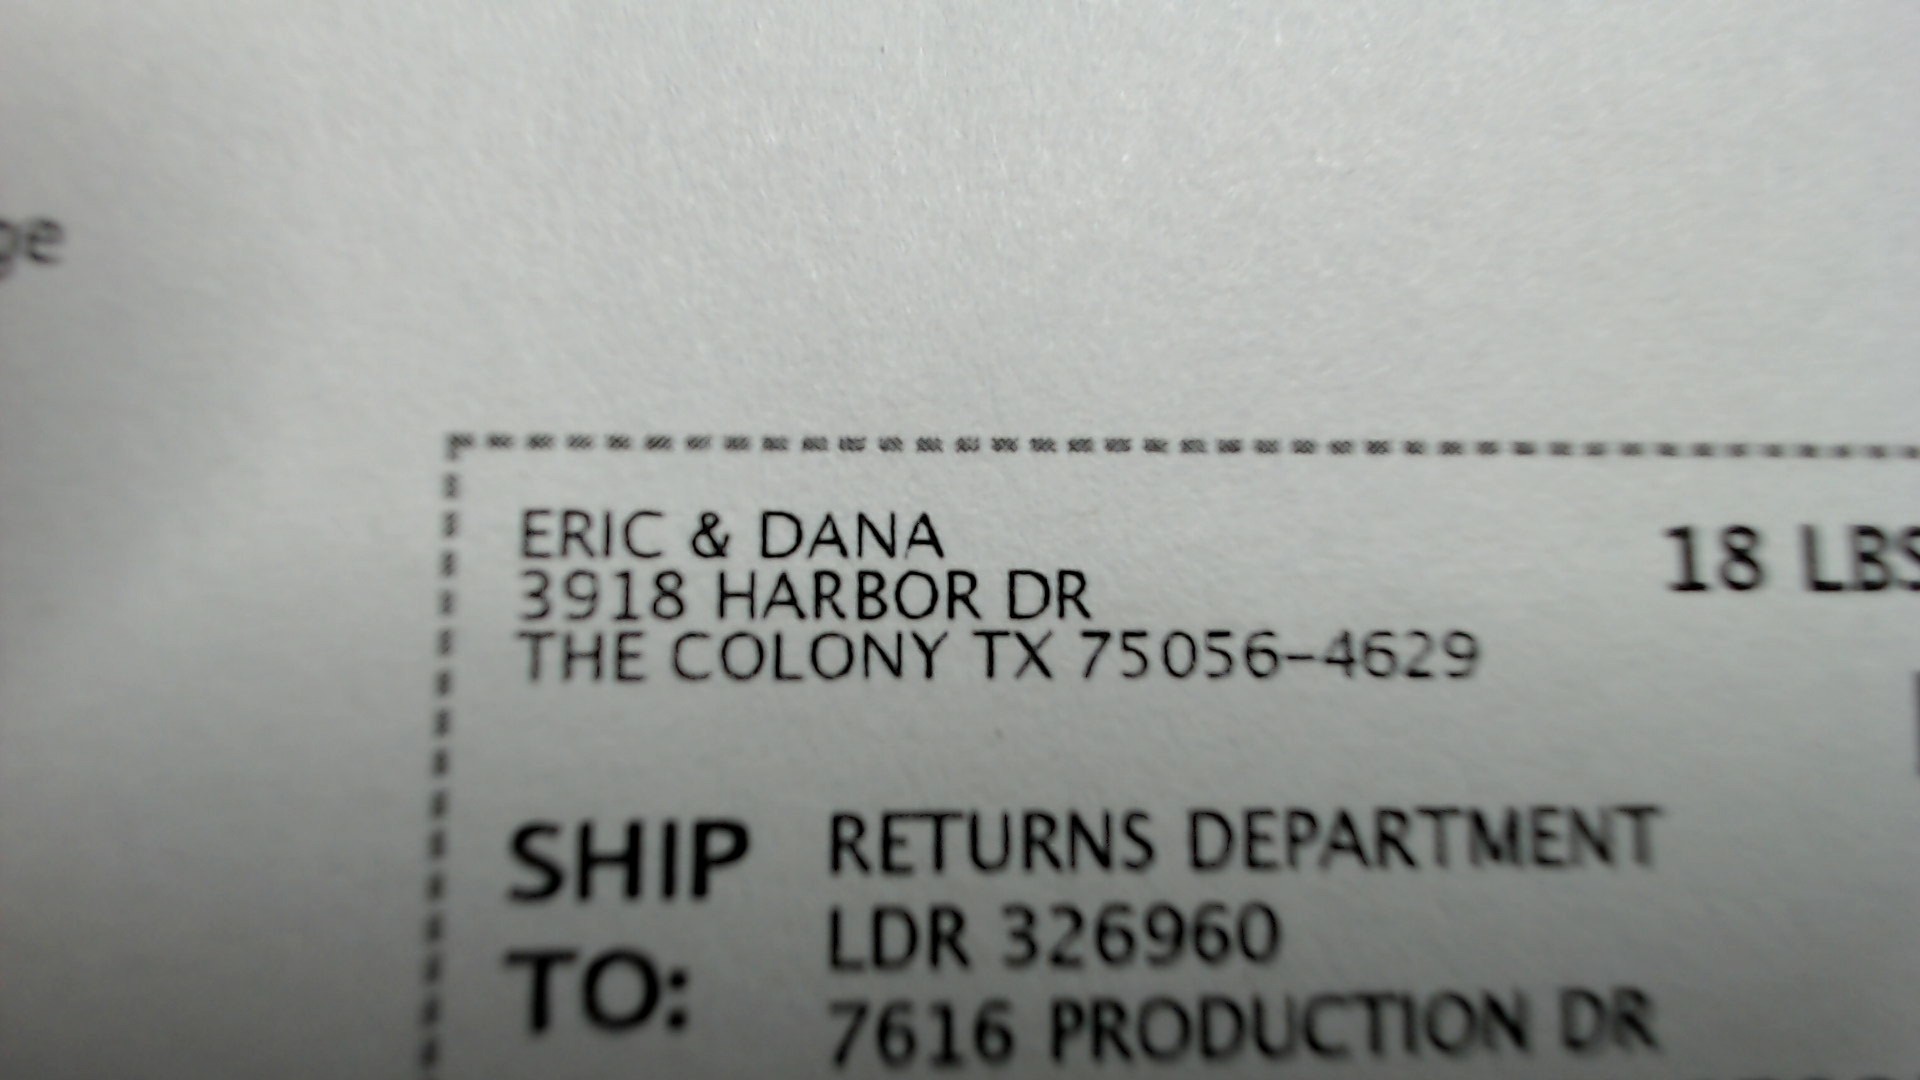 ERIC & DANA
18 LBS
3918 HARBOR DR
THE COLONY TX 75056-4629
SHIP TO:
RETURNS DEPARTMENT
LDR 326960
7616 PRODUCTION DR